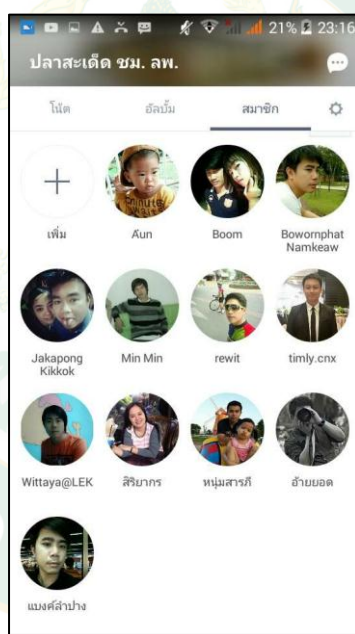 21% 23:16
ปลาสะเด็ด ชม. ลพ.
โน้ต อัลบั้ม สมาชิก
เพิ่ม Aun Boom Bowornphat
Namkeaw
Jakapong Min Min rewit timly.cnx
Kikkok
Wittaya@LEK สิริยากร หนุ่มสารภี อ้ายยอด
แบงค์ลำปาง